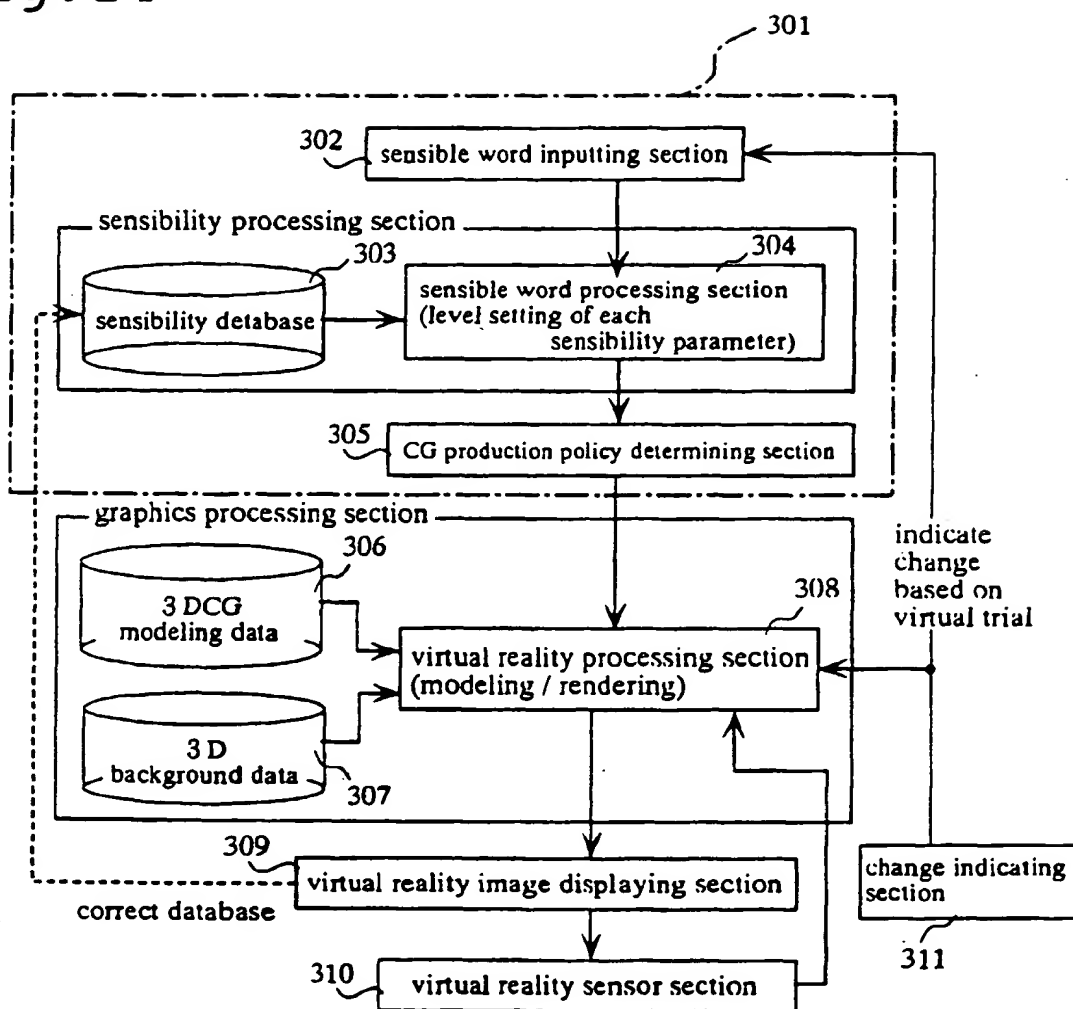 301
302
sensible word inputting section
sensibility processing section
303
304
sensibility detabase
sensible word processing section
(level setting of each
sensibility parameter)
305
CG production policy determining section
graphics processing section
306
3 DCG
modeling data
308
virtual reality processing section
(modeling / rendering)
indicate
change
based on
virtual trial
3 D
background data
307
309
virtual reality image displaying section
correct database
change indicating
section
311
310
virtual reality sensor section